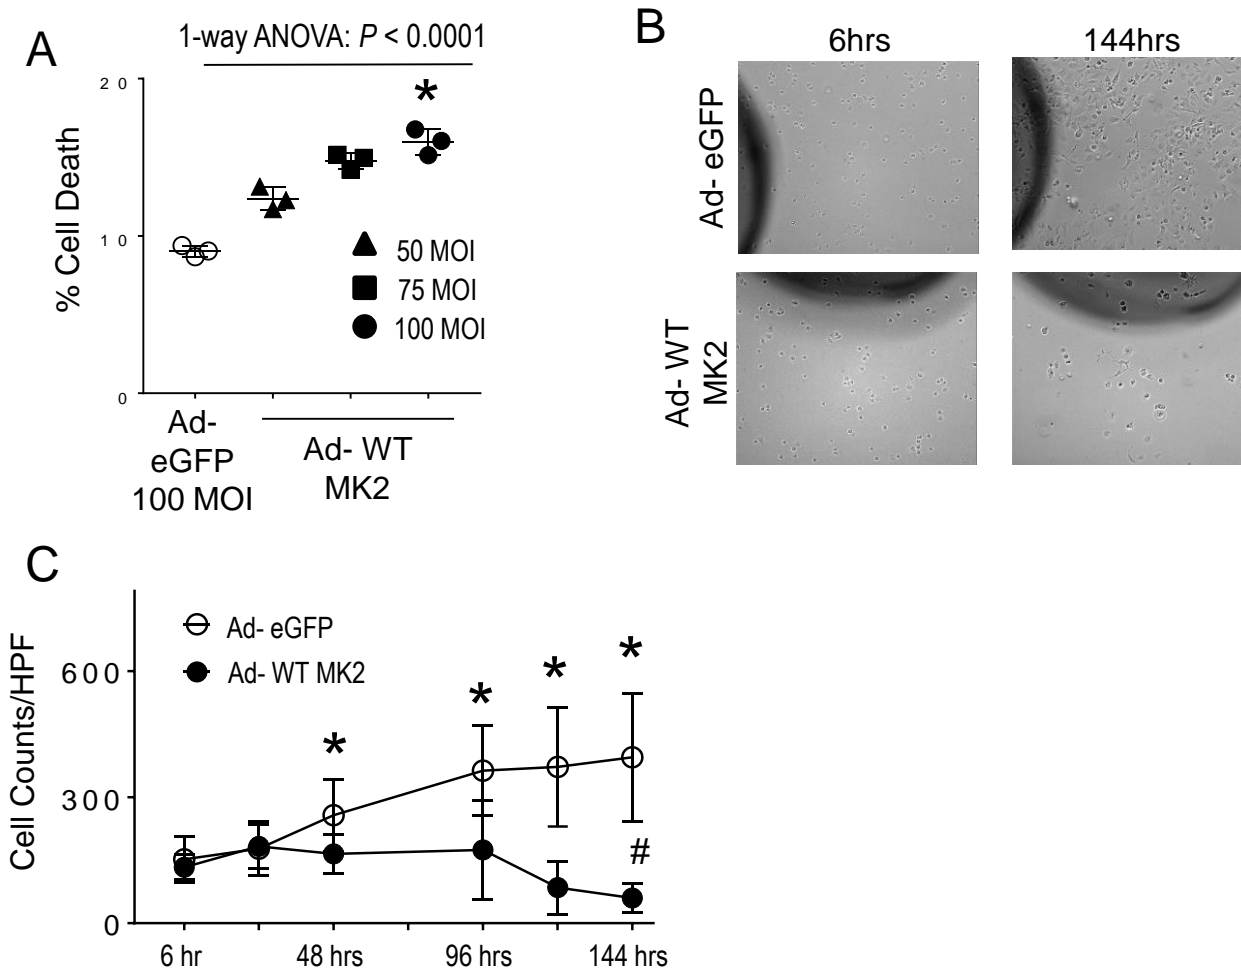 A
1-way ANOVA: P < 0.0001
*
20
10
0
% Cell Death
50 MOI
75 MOI
100 MOI
Ad-
eGFP
100 MOI
Ad- WT
MK2
B
6hrs
144hrs
Ad- eGFP
Ad- WT
MK2
C
Ad- eGFP
Ad- WT MK2
*
*
*
*
#
600
300
0
Cell Counts/HPF
6 hr
48 hrs
96 hrs
144 hrs